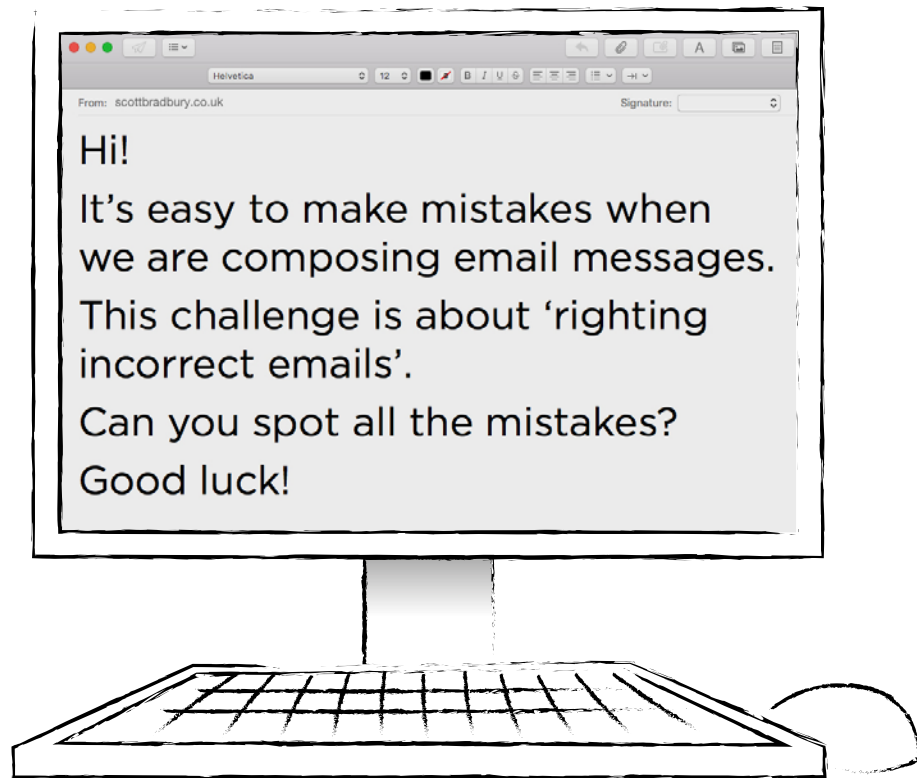 Helvetica 12 B I U S
From: scottbradbury.co.uk Signature:
Hi!
It’s easy to make mistakes when
we are composing email messages.
This challenge is about ‘righting
incorrect emails’.
Can you spot all the mistakes?
Good luck!